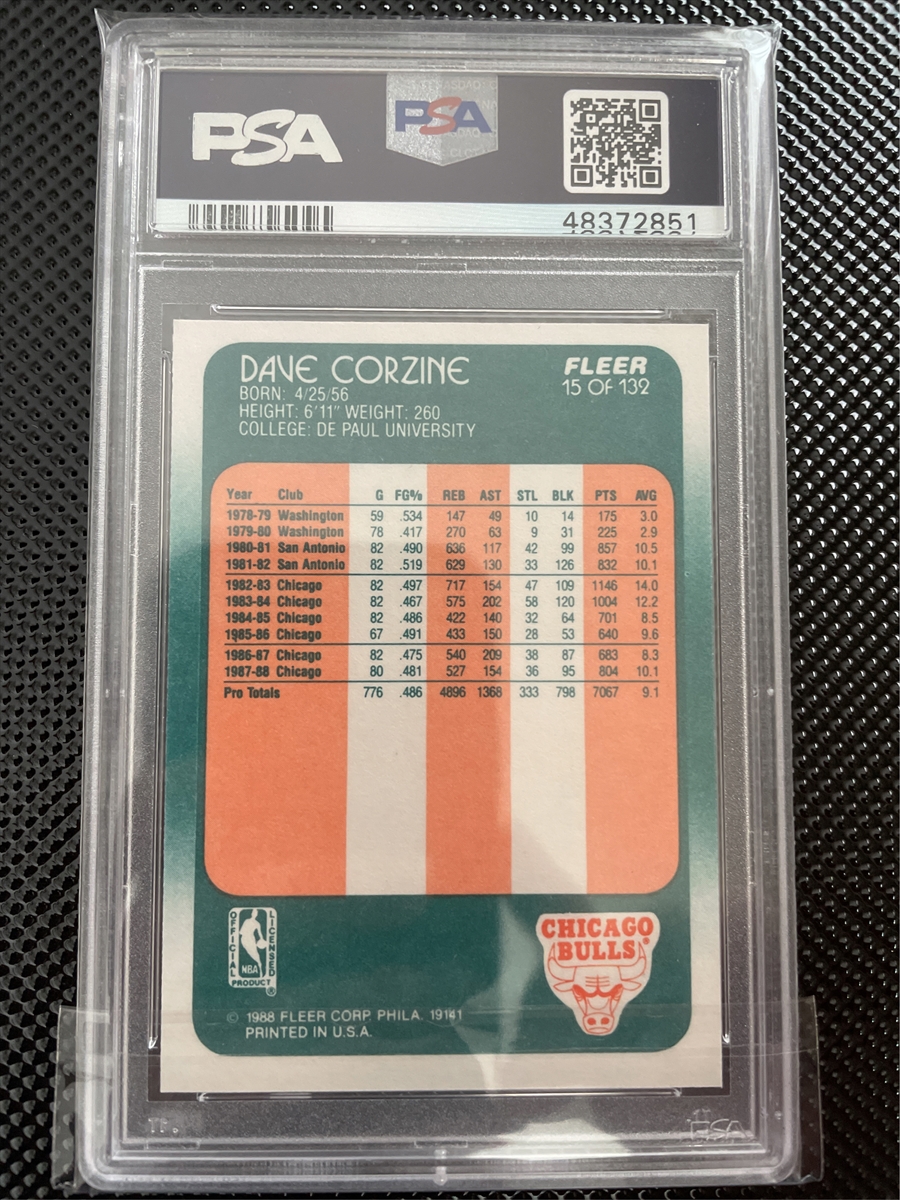 PSA
PSA
48372851
DAVE CORZINE
FLEER
BORN: 4/25/56
15 OF 132
HEIGHT: 6'11" WEIGHT: 260
COLLEGE: DE PAUL UNIVERSITY
Year Club G FG% REB AST STL BLK PTS AVG
1978-79 Washington 59 .534 147 49 10 14 175 3.0
1979-80 Washington 78 .417 270 63 9 31 225 2.9
1980-81 San Antonio 82 .490 636 117 42 99 857 10.5
1981-82 San Antonio 82 .519 629 130 33 126 832 10.1
1982-83 Chicago 82 .497 717 154 47 109 1146 14.0
1983-84 Chicago 82 .467 575 202 58 120 1004 12.2
1984-85 Chicago 82 .486 422 140 32 64 701 8.5
1985-86 Chicago 67 .491 433 150 28 53 640 9.6
1986-87 Chicago 82 .475 540 209 38 87 683 8.3
1987-88 Chicago 80 .481 527 154 36 95 804 10.1
Pro Totals 776 .486 4896 1368 333 798 7067 9.1
OFFICIAL LICENSED
NBA
PRODUCT ®
CHICAGO
BULLS®
© 1988 FLEER CORP. PHILA. 19141
PRINTED IN U.S.A.
PSA